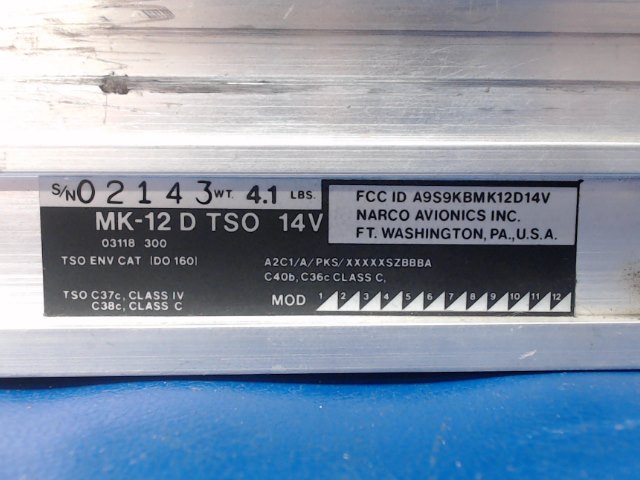 S/N 02143 WT. 4.1 LBS.
MK-12 D TSO 14V
03118 300
TSO ENV CAT (DO 160)
TSO C37c, CLASS IV
C38c, CLASS C
FCC ID A9S9KBMK12D14V
NARCO AVIONICS INC.
FT. WASHINGTON, PA., U.S.A.
A2C1/A/PKS/XXXXXSZBBBA
C40b, C36c CLASS C,
MOD 1 2 3 4 5 6 7 8 9 10 11 12